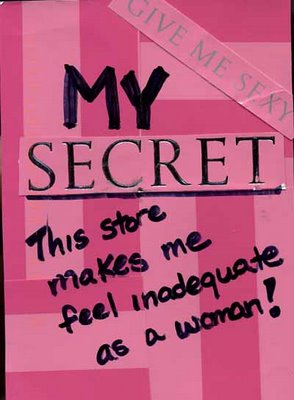 GIVE ME SEXY
MY
SECRET
This store
makes me
feel inadequate
as a woman!